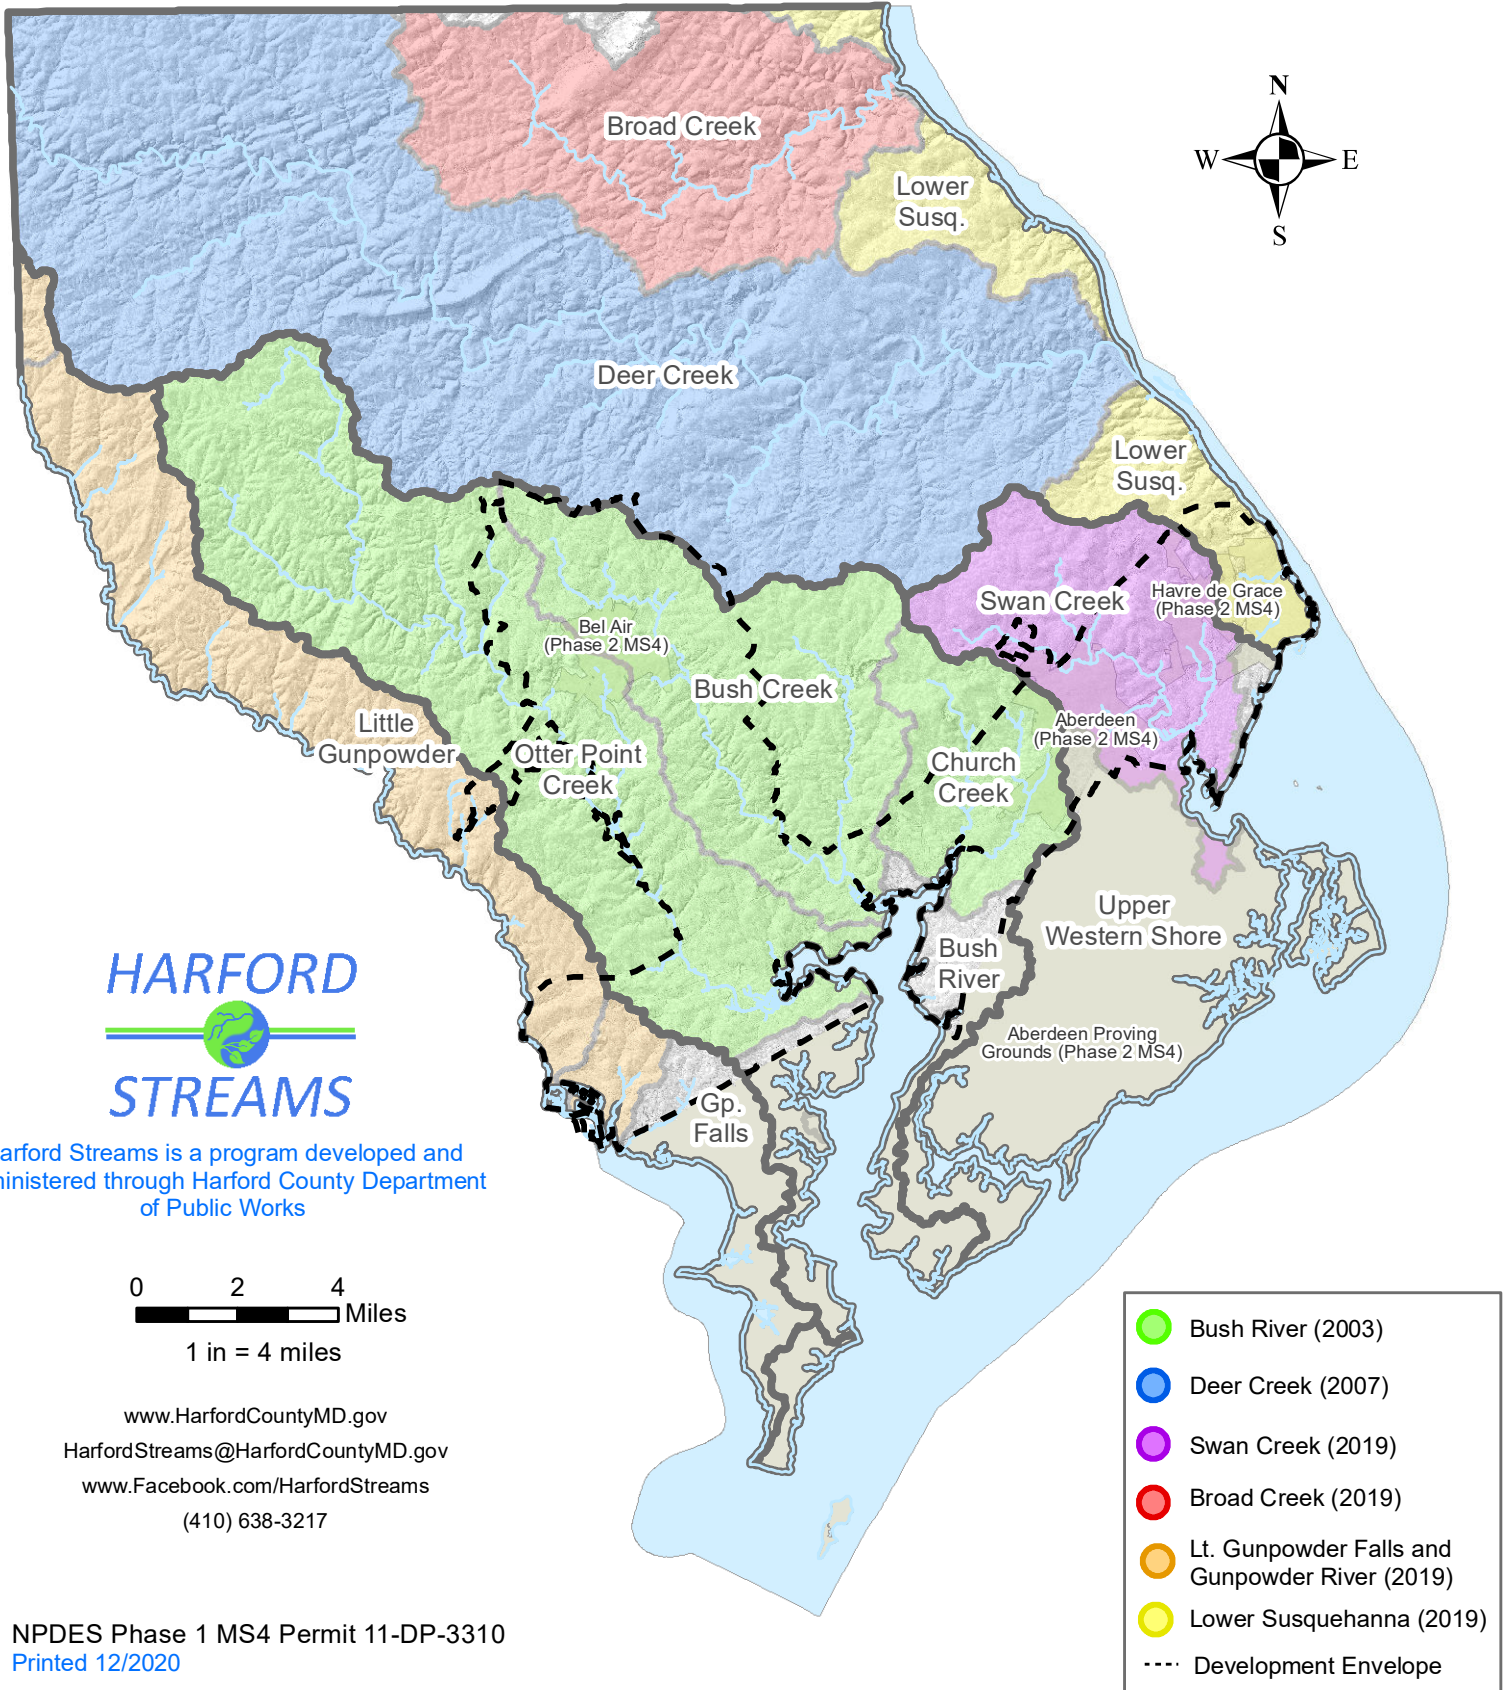 N
W E
S
Broad Creek
Lower
Susq.
Deer Creek
Lower
Susq.
Swan Creek
Havre de Grace
(Phase 2 MS4)
Bel Air
(Phase 2 MS4)
Bush Creek
Little
Gunpowder
Otter Point
Creek
Aberdeen
(Phase 2 MS4)
Church
Creek
Upper
Western Shore
Bush
River
Aberdeen Proving
Grounds (Phase 2 MS4)
Gp.
Falls
HARFORD
STREAMS
arford Streams is a program developed and
ninistered through Harford County Department
of Public Works
0 2 4
Miles
1 in = 4 miles
www.HarfordCountyMD.gov
HarfordStreams@HarfordCountyMD.gov
www.Facebook.com/HarfordStreams
(410) 638-3217
NPDES Phase 1 MS4 Permit 11-DP-3310
Printed 12/2020
Bush River (2003)
Deer Creek (2007)
Swan Creek (2019)
Broad Creek (2019)
Lt. Gunpowder Falls and
Gunpowder River (2019)
Lower Susquehanna (2019)
Development Envelope